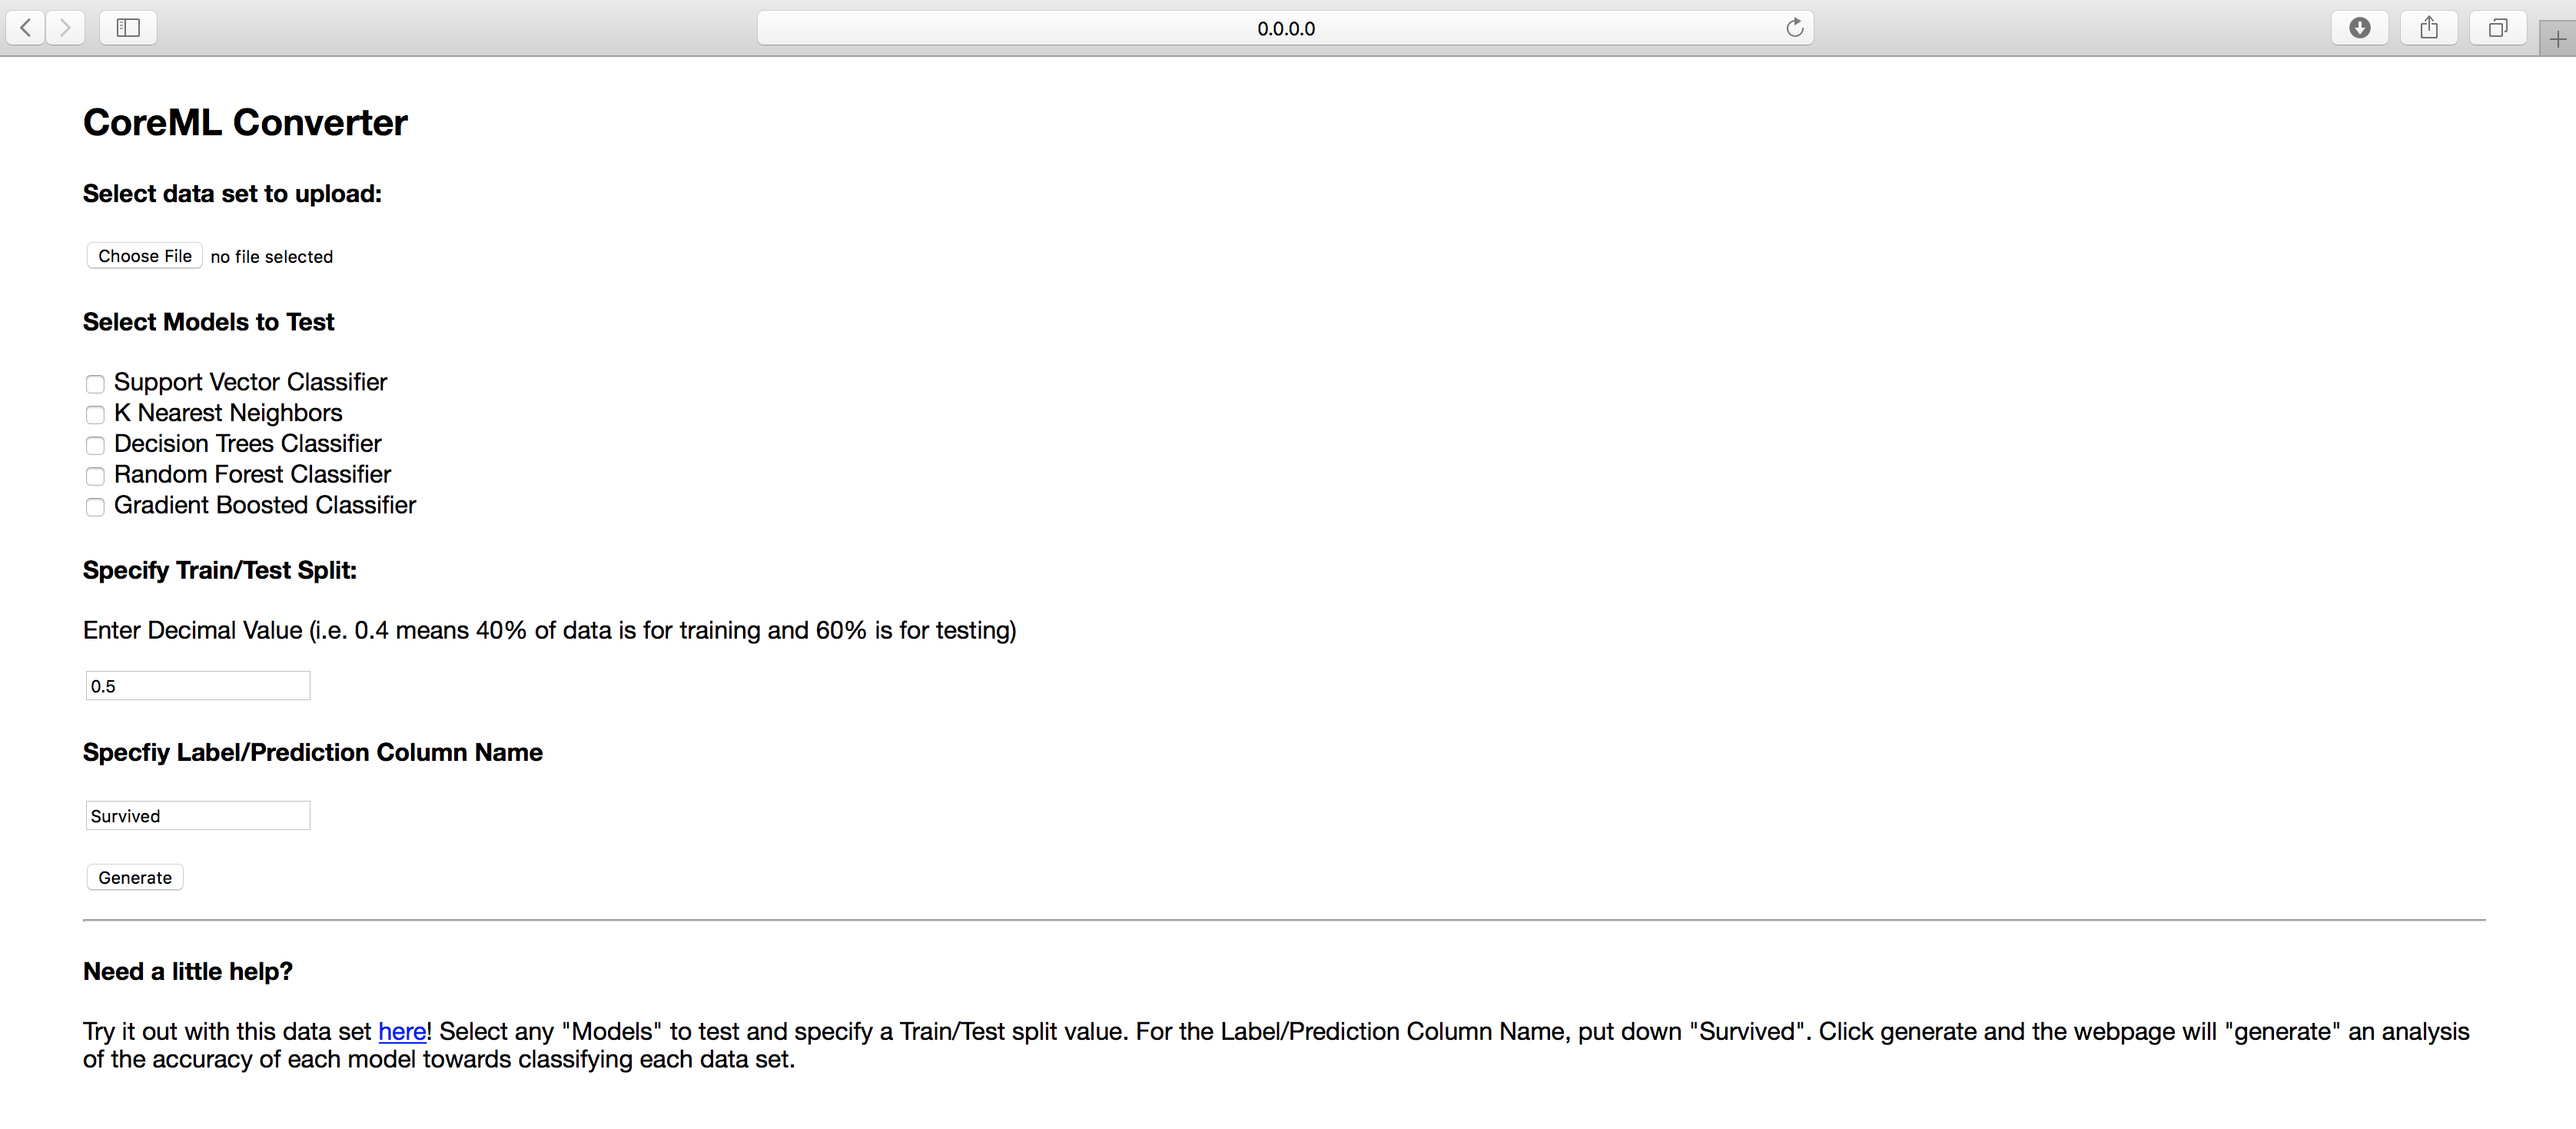 0.0.0.0
CoreML Converter
Select data set to upload:
Choose File no file selected
Select Models to Test
Support Vector Classifier
K Nearest Neighbors
Decision Trees Classifier
Random Forest Classifier
Gradient Boosted Classifier
Specify Train/Test Split:
Enter Decimal Value (i.e. 0.4 means 40% of data is for training and 60% is for testing)
0.5
Specfiy Label/Prediction Column Name
Survived
Generate
Need a little help?
Try it out with this data set here! Select any "Models" to test and specify a Train/Test split value. For the Label/Prediction Column Name, put down "Survived". Click generate and the webpage will "generate" an analysis
of the accuracy of each model towards classifying each data set.